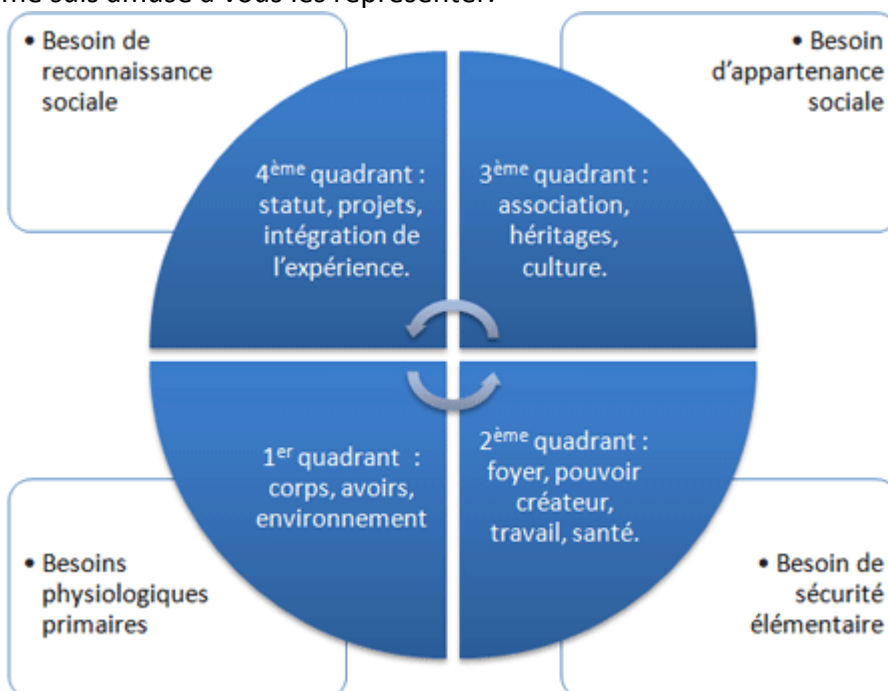 me suis amusé à vous les représenter.
• Besoin de
reconnaissance
sociale
• Besoin
d'appartenance
sociale
4ème quadrant :
statut, projets,
intégration de
l'expérience.
3ème quadrant :
association,
héritages,
culture.
1er quadrant :
corps, avoirs,
environnement
2ème quadrant :
foyer, pouvoir
créateur,
travail, santé.
• Besoins
physiologiques
primaires
• Besoin de
sécurité
élémentaire